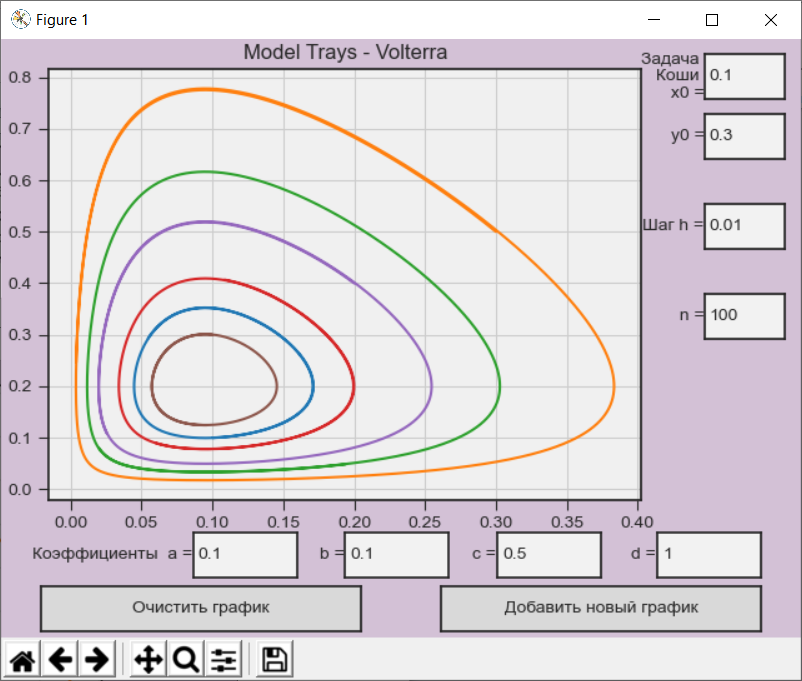 Figure 1
Model Trays - Volterra
0.8
0.7
0.6
0.5
0.4
0.3
0.2
0.1
0.0
0.00 0.05 0.10 0.15 0.20 0.25 0.30 0.35 0.40
Задача
Коши
x0 = 0.1
y0 = 0.3
Шаг h = 0.01
n = 100
Коэффициенты a = 0.1 b = 0.1 c = 0.5 d = 1
Очистить график Добавить новый график